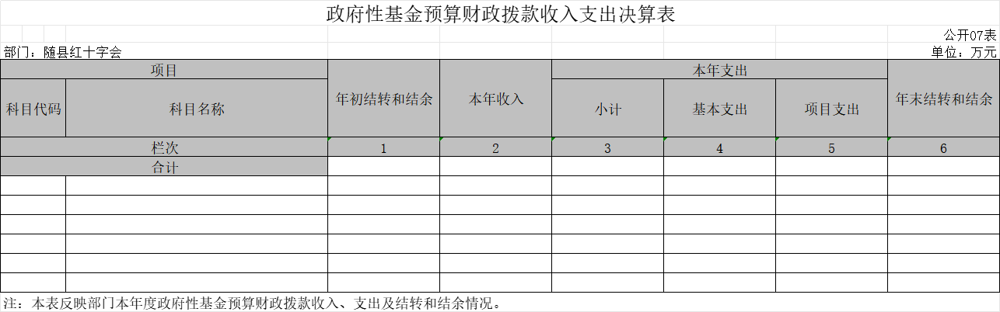 政府性基金预算财政拨款收入支出决算表
公开07表
部门：随县红十字会 单位：万元
项目 年初结转和结余 本年收入 本年支出 年末结转和结余
科目代码 科目名称 小计 基本支出 项目支出
栏次 1 2 3 4 5 6
合计
注：本表反映部门本年度政府性基金预算财政拨款收入、支出及结转和结余情况。